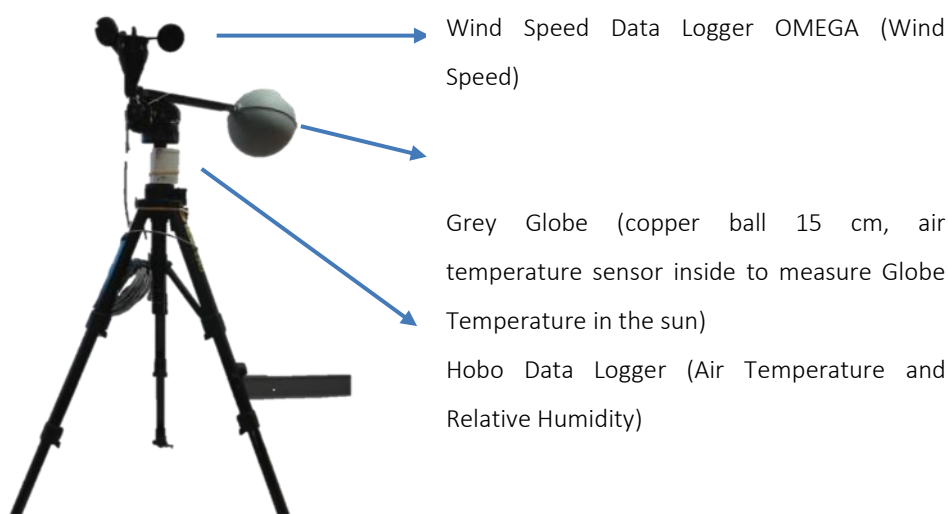 Wind Speed Data Logger OMEGA (Wind
Speed)
Grey Globe (copper ball 15 cm, air
temperature sensor inside to measure Globe
Temperature in the sun)
Hobo Data Logger (Air Temperature and
Relative Humidity)